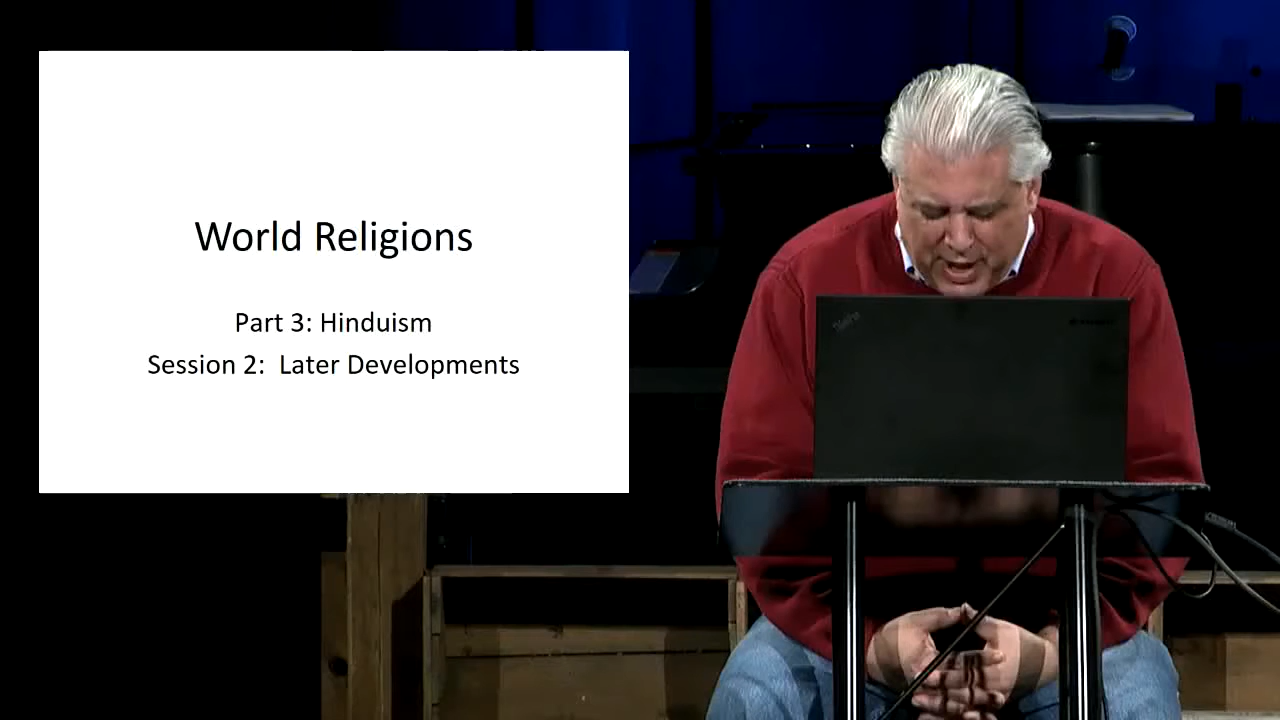 World Religions
Part 3: Hinduism
Session 2: Later Developments